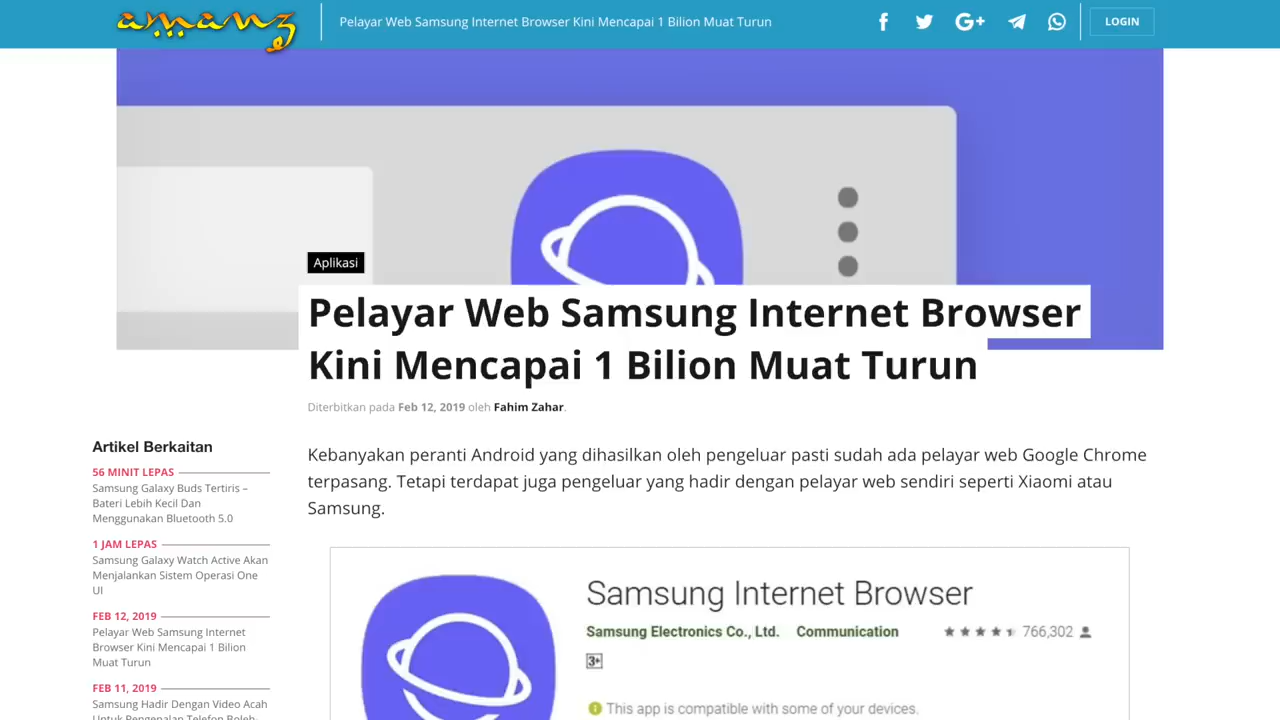 amanz
Pelayar Web Samsung Internet Browser Kini Mencapai 1 Bilion Muat Turun
LOGIN
Aplikasi
Pelayar Web Samsung Internet Browser
Kini Mencapai 1 Bilion Muat Turun
Diterbitkan pada Feb 12, 2019 oleh Fahim Zahar.
Artikel Berkaitan
56 MINIT LEPAS
Samsung Galaxy Buds Tertiris –
Bateri Lebih Kecil Dan
Menggunakan Bluetooth 5.0
1 JAM LEPAS
Samsung Galaxy Watch Active Akan
Menjalankan Sistem Operasi One
UI
FEB 12, 2019
Pelayar Web Samsung Internet
Browser Kini Mencapai 1 Bilion
Muat Turun
FEB 11, 2019
Samsung Hadir Dengan Video Acah
Untuk Pengenalan Telefon Boleh-
Kebanyakan peranti Android yang dihasilkan oleh pengeluar pasti sudah ada pelayar web Google Chrome
terpasang. Tetapi terdapat juga pengeluar yang hadir dengan pelayar web sendiri seperti Xiaomi atau
Samsung.
Samsung Internet Browser
Samsung Electronics Co., Ltd. Communication 766,302
3+
This app is compatible with some of your devices.